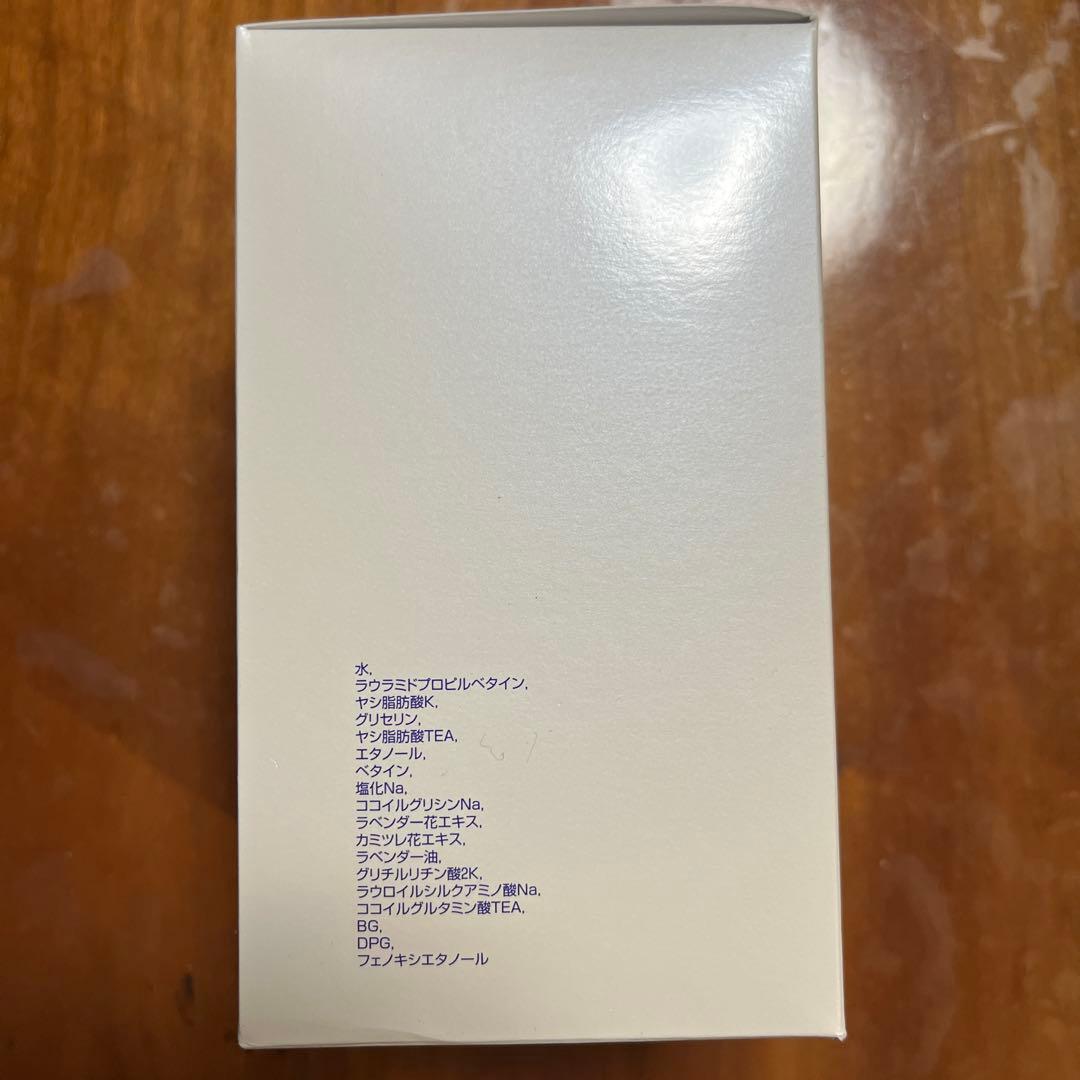 水,
ラウラミドプロピルベタイン,
ヤシ脂肪酸K,
グリセリン,
ヤシ脂肪酸TEA,
エタノール,
ベタイン,
塩化Na,
ココイルグリシンNa,
ラベンダー花エキス,
カミツレ花エキス,
ラベンダー油,
グリチルリチン酸2K,
ラウロイルシルクアミノ酸Na,
ココイルグルタミン酸TEA,
BG,
DPG,
フェノキシエタノール